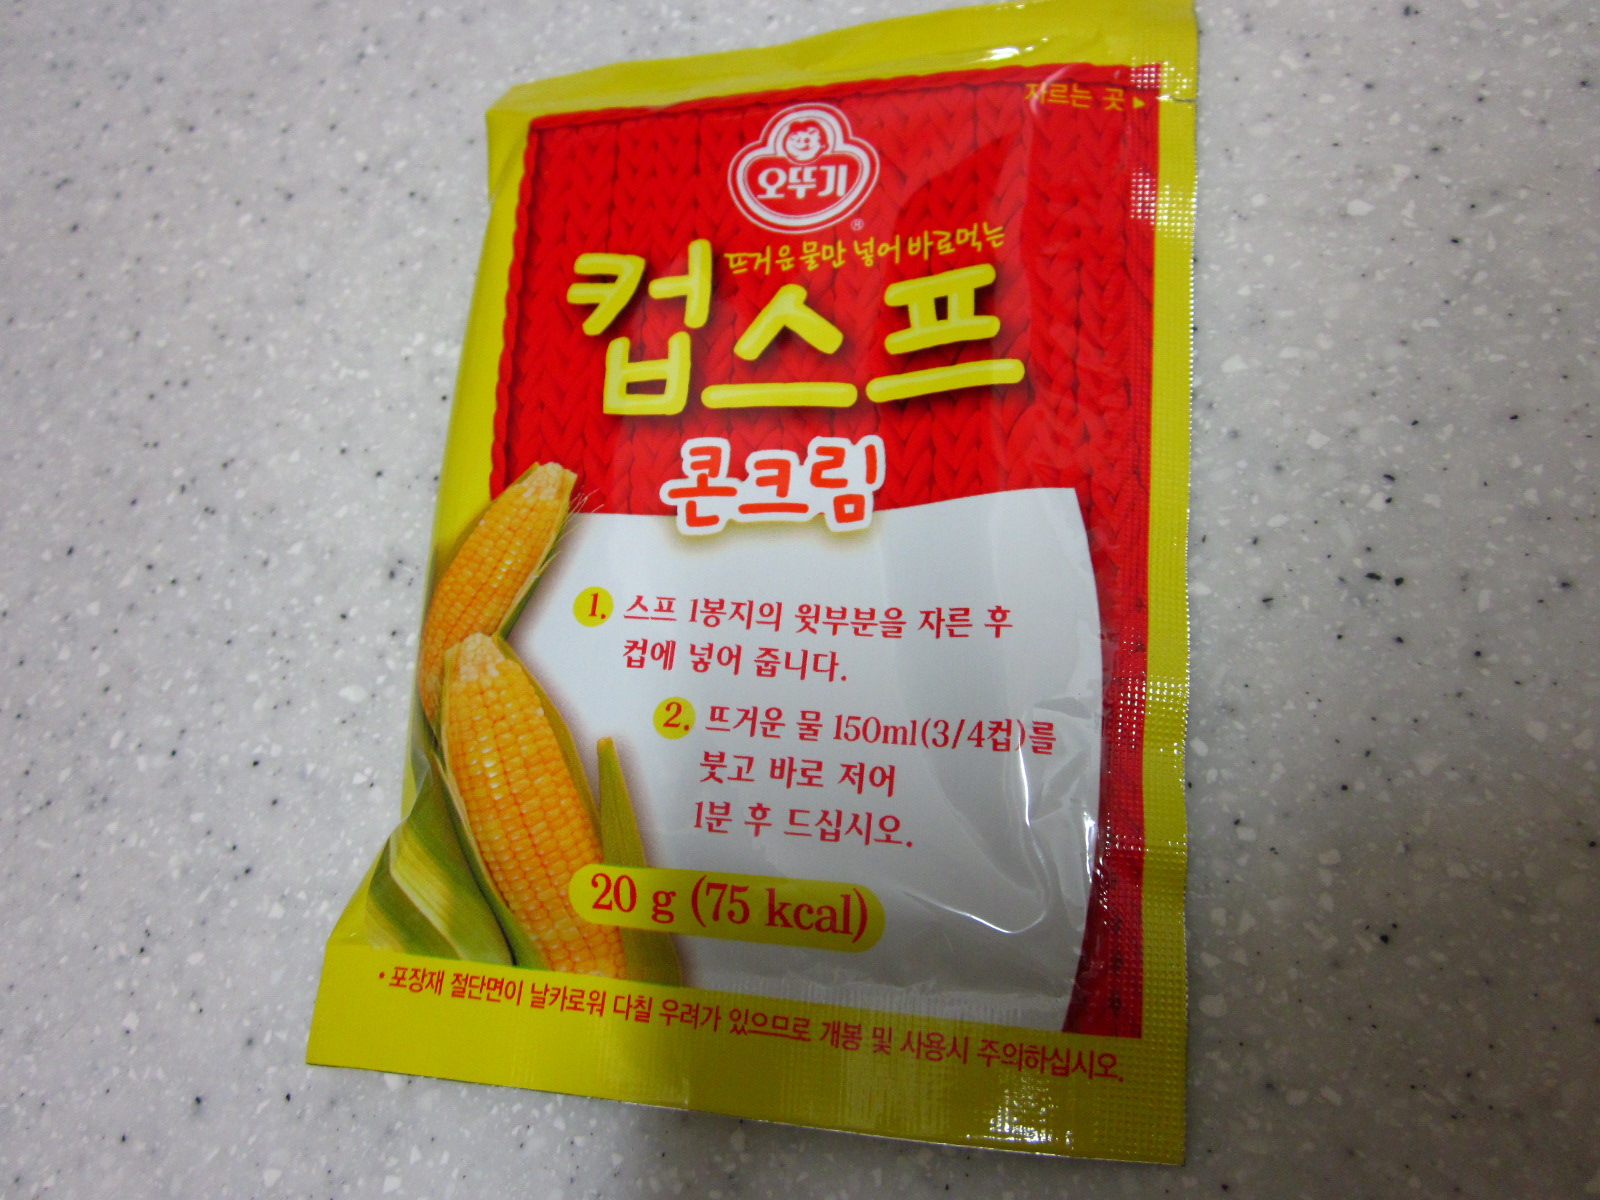 자르는 곳 ▶
오뚜기
®
뜨거운 물만 넣어 바로먹는
컵스프
콘크림
1. 스프 1봉지의 윗부분을 자른 후
컵에 넣어 줍니다.
2. 뜨거운 물 150ml(3/4컵)를
붓고 바로 저어
1분 후 드십시오.
20 g (75 kcal)
• 포장재 절단면이 날카로워 다칠 우려가 있으므로 개봉 및 사용시 주의하십시오.